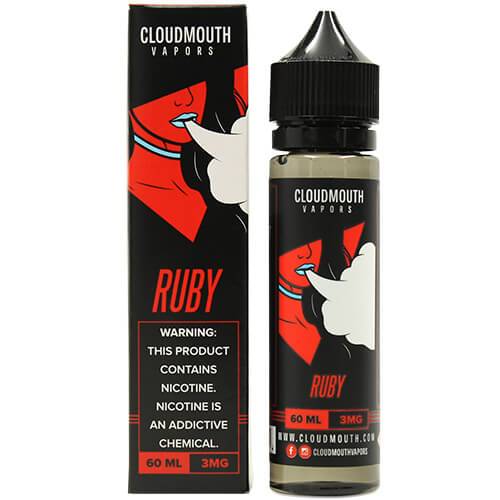 CLOUDMOUTH
VAPORS
RUBY
WARNING:
THIS PRODUCT
CONTAINS
NICOTINE.
NICOTINE IS
AN ADDICTIVE
CHEMICAL.
60 ML 3MG
CLOUDMOUTH
VAPORS
RUBY
60 ML 3MG
WWW.CLOUDMOUTH.COM
CLOUDMOUTHVAPORS